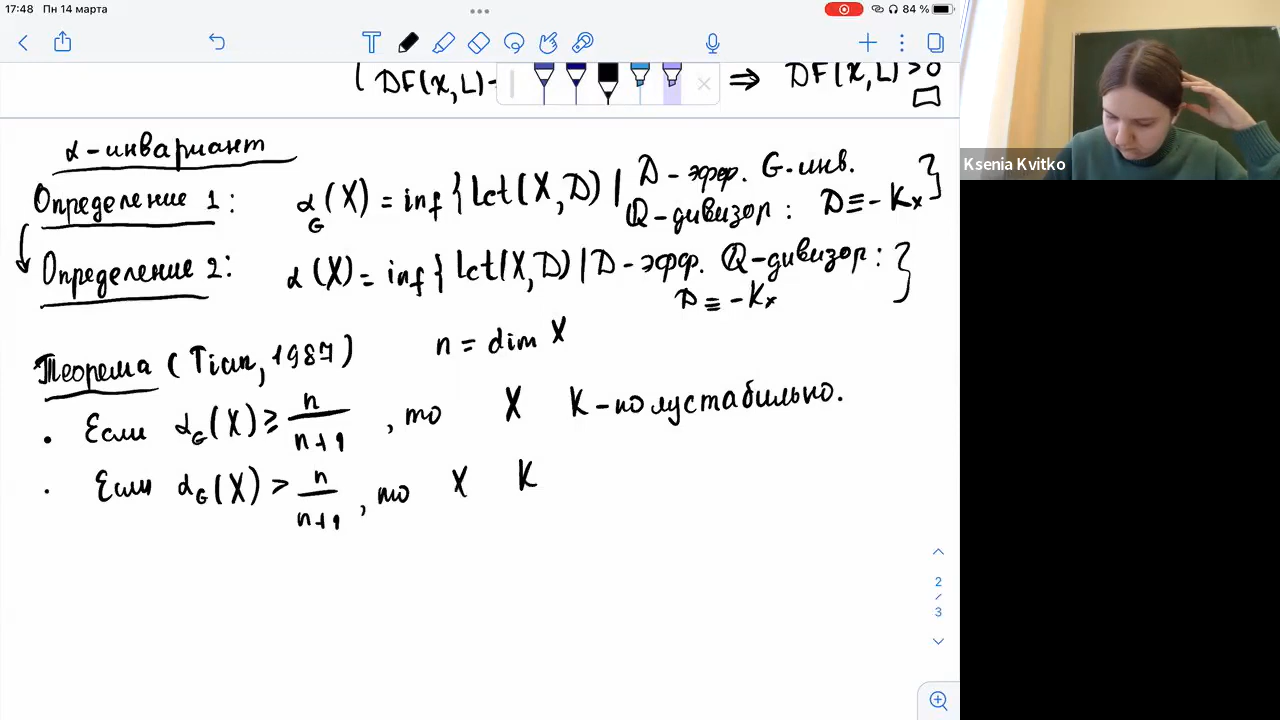 17:48 Пн 14 марта
84 %
DF(X,L) ⇒ DF(X,L)>0
Ksenia Kvitko
α-инвариант
Определение 1: α_G(X) = inf{lct(X,D) | D - эфф. G-инв.
Q-дивизор: D≡-K_X}
Определение 2: α(X) = inf{lct(X,D) | D - эфф. Q-дивизор:
D≡-K_X}
Теорема (Tian, 1987) n = dim X
• Если α_G(X) ≥ n/(n+1), то X K-полустабильно.
• Если α_G(X) > n/(n+1), то X K
2/3